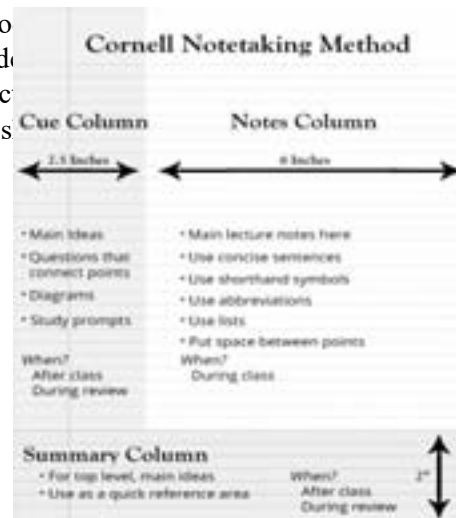 Cornell Notetaking Method
Cue Column
2.5 Inches
• Main Ideas
• Questions that
connect points
• Diagrams
• Study prompts
When?
After class
During review
Notes Column
6 Inches
• Main lecture notes here
• Use concise sentences
• Use shorthand symbols
• Use abbreviations
• Use lists
• Put space between points
When?
During class
Summary Column
• For top level, main ideas
• Use as a quick reference area
When?
After class
During review
2"